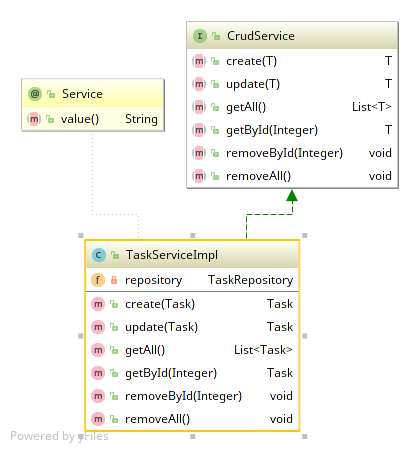 I CrudService
m create(T) T
m update(T) T
m getAll() List<T>
m getById(Integer) T
m removeById(Integer) void
m removeAll() void
@ Service
m value() String
C TaskServiceImpl
f repository TaskRepository
m create(Task) Task
m update(Task) Task
m getAll() List<Task>
m getById(Integer) Task
m removeById(Integer) void
m removeAll() void
Powered by yFiles